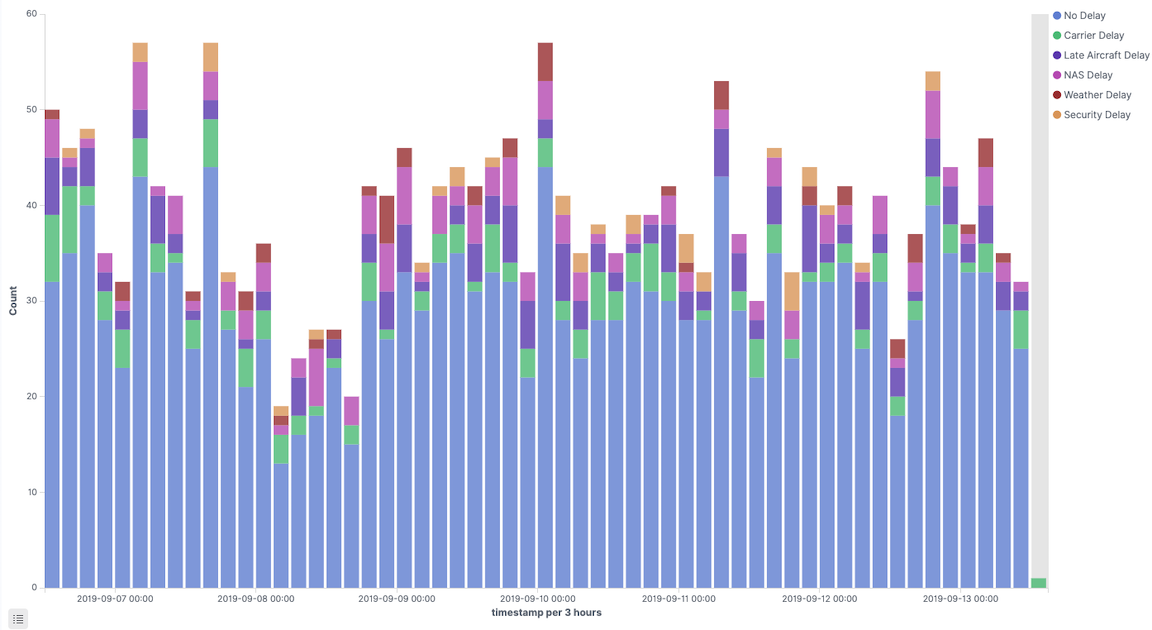 60
50
40
30
20
10
0
Count
2019-09-07 00:00
2019-09-08 00:00
2019-09-09 00:00
2019-09-10 00:00
2019-09-11 00:00
2019-09-12 00:00
2019-09-13 00:00
timestamp per 3 hours
No Delay
Carrier Delay
Late Aircraft Delay
NAS Delay
Weather Delay
Security Delay